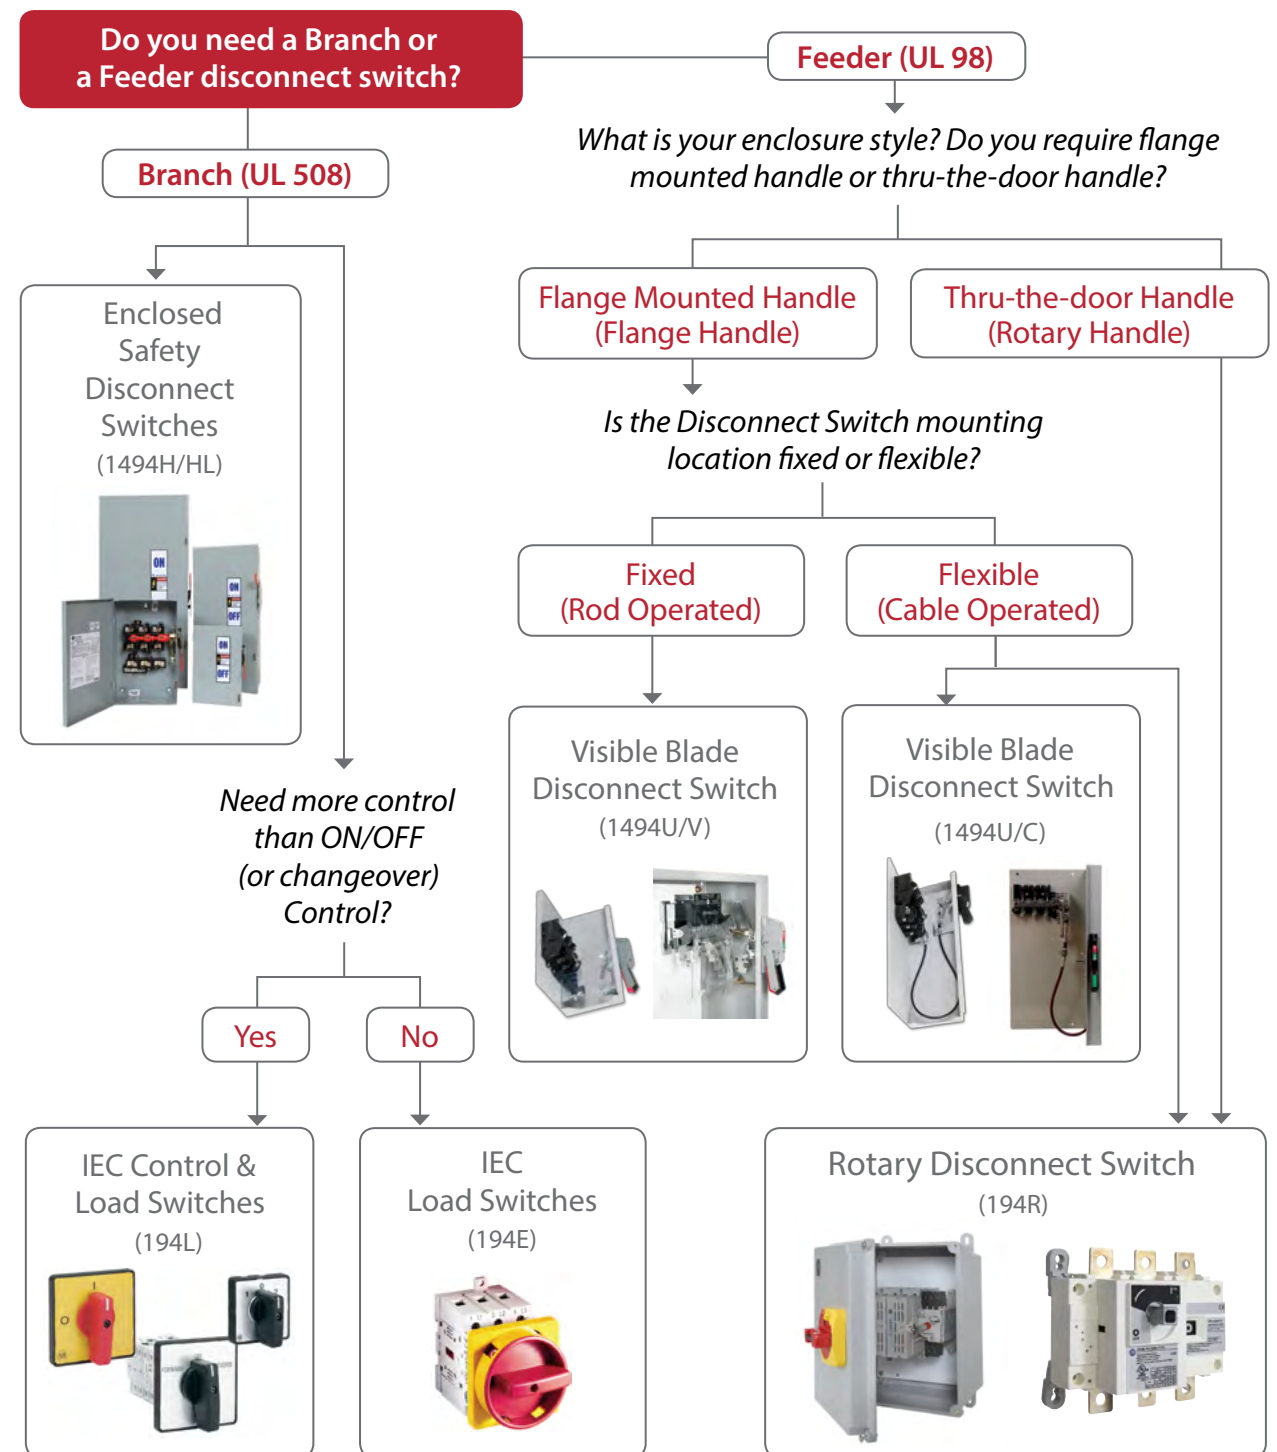 Do you need a Branch or
a Feeder disconnect switch?
Feeder (UL 98)
What is your enclosure style? Do you require flange
mounted handle or thru-the-door handle?
Branch (UL 508)
Flange Mounted Handle
(Flange Handle)
Thru-the-door Handle
(Rotary Handle)
Enclosed
Safety
Disconnect
Switches
(1494H/HL)
ON
ON
OFF
ON
OFF
Is the Disconnect Switch mounting
location fixed or flexible?
Fixed
(Rod Operated)
Flexible
(Cable Operated)
Visible Blade
Disconnect Switch
(1494U/V)
Visible Blade
Disconnect Switch
(1494U/C)
Need more control
than ON/OFF
(or changeover)
Control?
Yes
No
IEC Control &
Load Switches
(194L)
O
I
IEC
Load Switches
(194E)
Rotary Disconnect Switch
(194R)